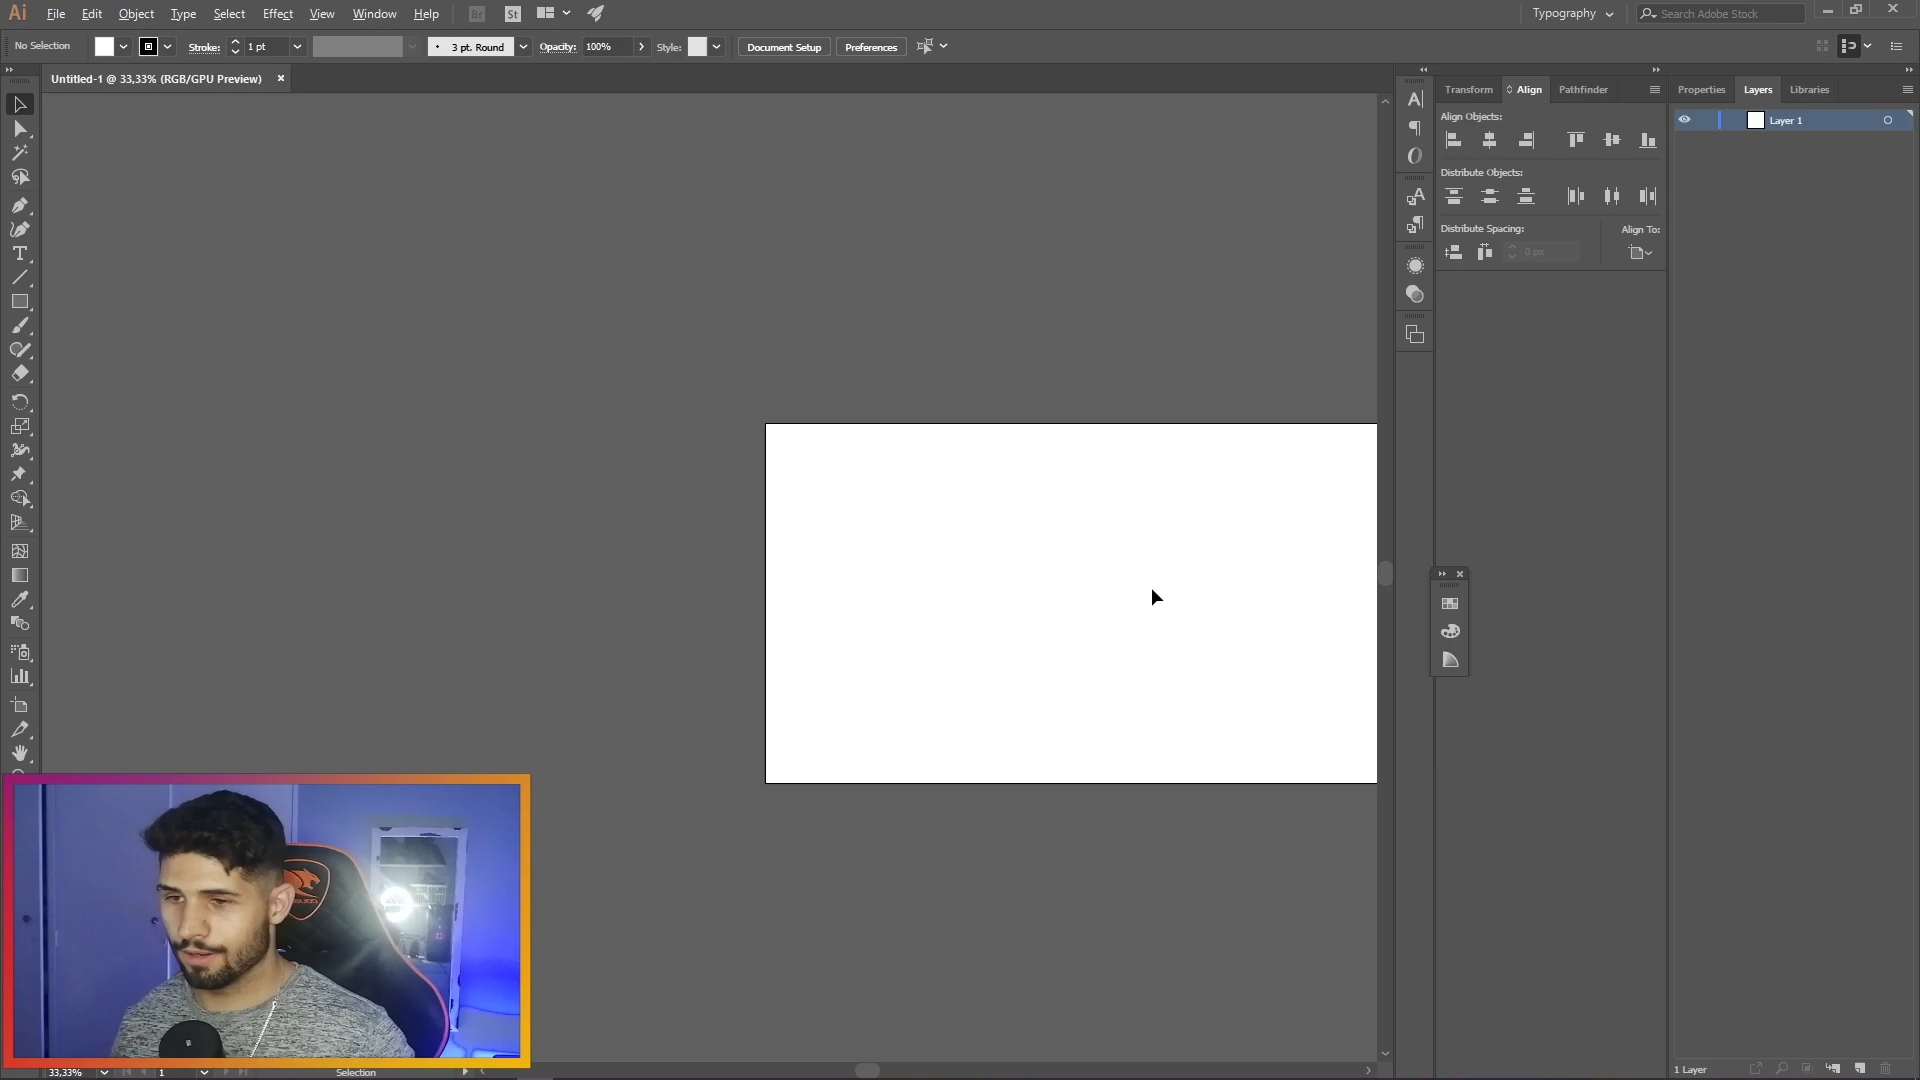 Ai File Edit Object Type Select Effect View Window Help Br St Typography Search Adobe Stock
No Selection Stroke: 1 pt 3 pt. Round Opacity: 100% Style: Document Setup Preferences
Untitled-1 @ 33,33% (RGB/GPU Preview)
Transform Align Pathfinder
Align Objects:
Distribute Objects:
Distribute Spacing: Align To:
0 px
Properties Layers Libraries
Layer 1
33,33% 1 Selection
1 Layer